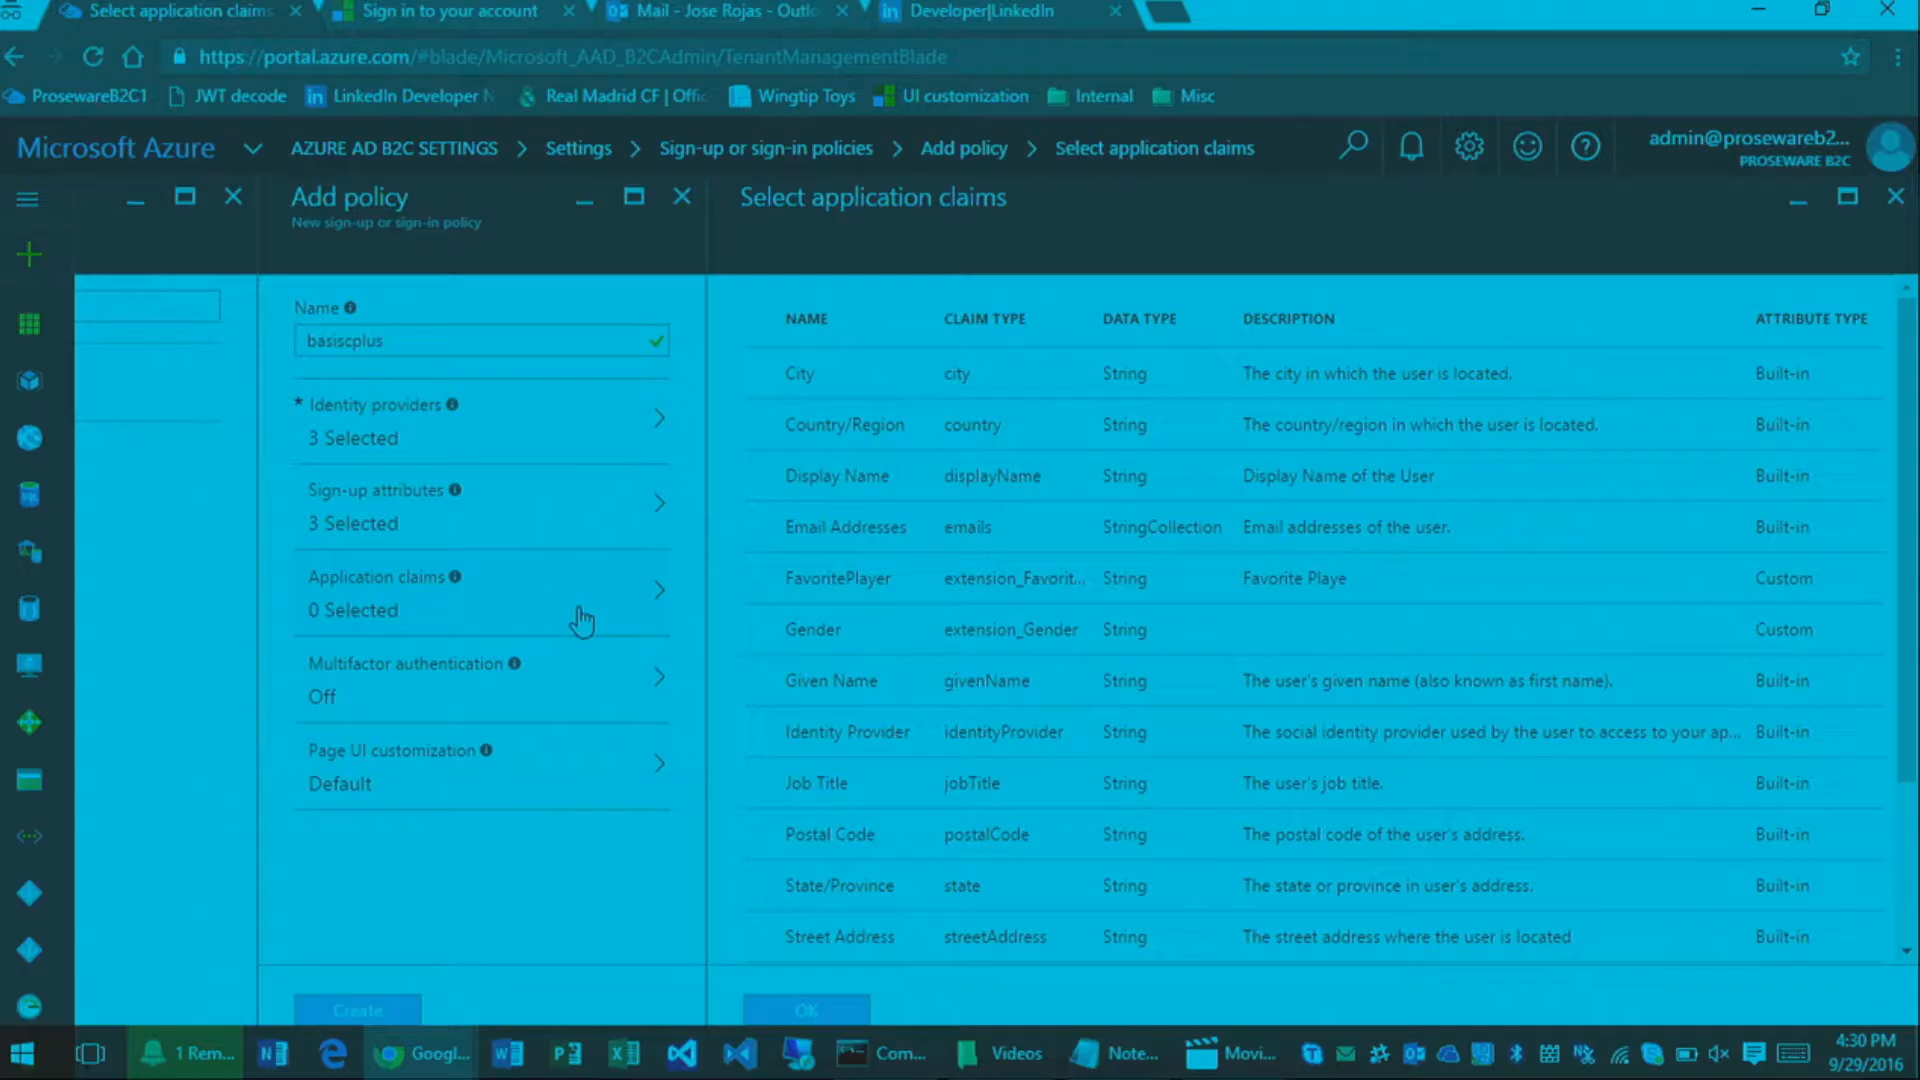 Select application claims
Sign in to your account
Mail - Jose Rojas - Outlo
Developer|LinkedIn
https://portal.azure.com/#blade/Microsoft_AAD_B2CAdmin/TenantManagementBlade
ProsewareB2C1
JWT decode
LinkedIn Developer N
Real Madrid CF | Offic
Wingtip Toys
UI customization
Internal
Misc
Microsoft Azure
AZURE AD B2C SETTINGS > Settings > Sign-up or sign-in policies > Add policy > Select application claims
admin@prosewareb2...
PROSEWARE B2C
Add policy
New sign-up or sign-in policy
Select application claims
Name
basiscplus
* Identity providers
3 Selected
Sign-up attributes
3 Selected
Application claims
0 Selected
Multifactor authentication
Off
Page UI customization
Default
Create
NAME CLAIM TYPE DATA TYPE DESCRIPTION ATTRIBUTE TYPE
City city String The city in which the user is located. Built-in
Country/Region country String The country/region in which the user is located. Built-in
Display Name displayName String Display Name of the User Built-in
Email Addresses emails StringCollection Email addresses of the user. Built-in
FavoritePlayer extension_Favorit... String Favorite Playe Custom
Gender extension_Gender String Custom
Given Name givenName String The user's given name (also known as first name). Built-in
Identity Provider identityProvider String The social identity provider used by the user to access to your ap... Built-in
Job Title jobTitle String The user's job title. Built-in
Postal Code postalCode String The postal code of the user's address. Built-in
State/Province state String The state or province in user's address. Built-in
Street Address streetAddress String The street address where the user is located Built-in
OK
1 Rem...
Googl...
Com...
Videos
Note...
Movi...
4:30 PM
9/29/2016